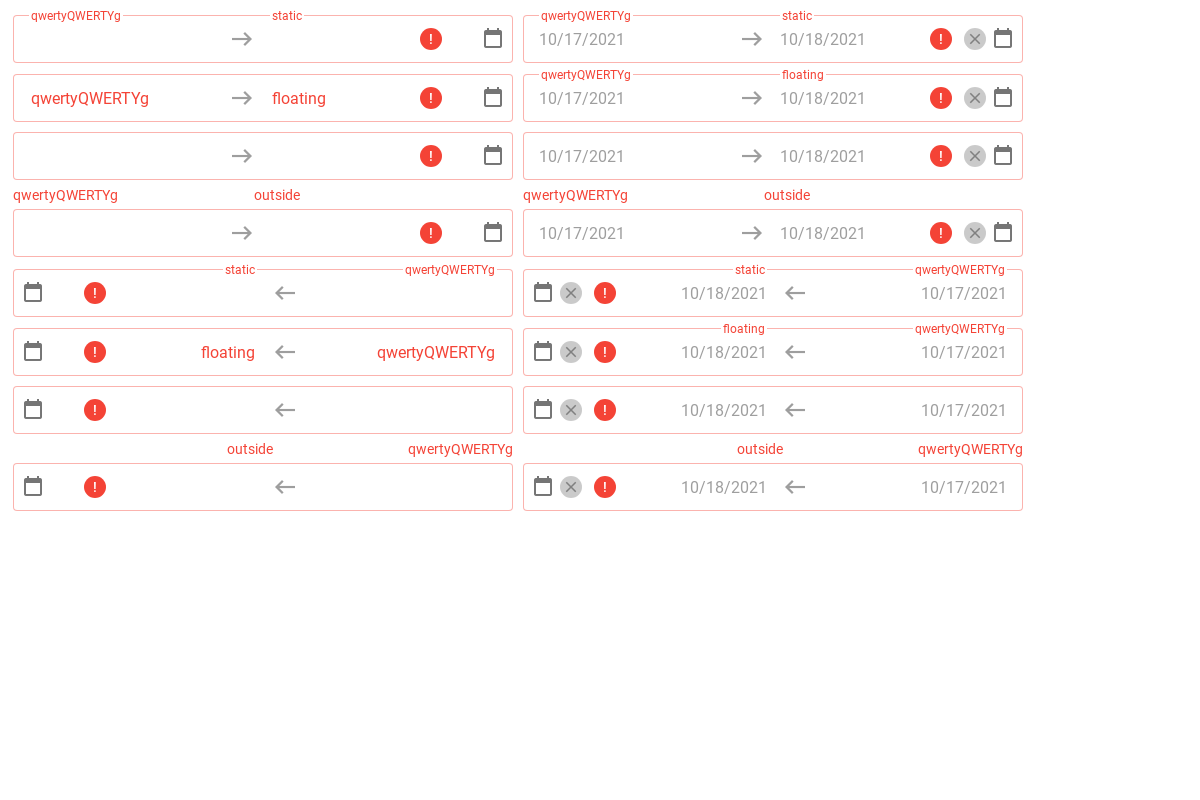 qwertyQWERTYg static qwertyQWERTYg static
10/17/2021 10/18/2021
qwertyQWERTYg floating
qwertyQWERTYg floating 10/17/2021 10/18/2021
10/17/2021 10/18/2021
qwertyQWERTYg outside qwertyQWERTYg outside
10/17/2021 10/18/2021
static qwertyQWERTYg static qwertyQWERTYg
10/18/2021 10/17/2021
floating qwertyQWERTYg
floating qwertyQWERTYg 10/18/2021 10/17/2021
10/18/2021 10/17/2021
outside qwertyQWERTYg outside qwertyQWERTYg
10/18/2021 10/17/2021